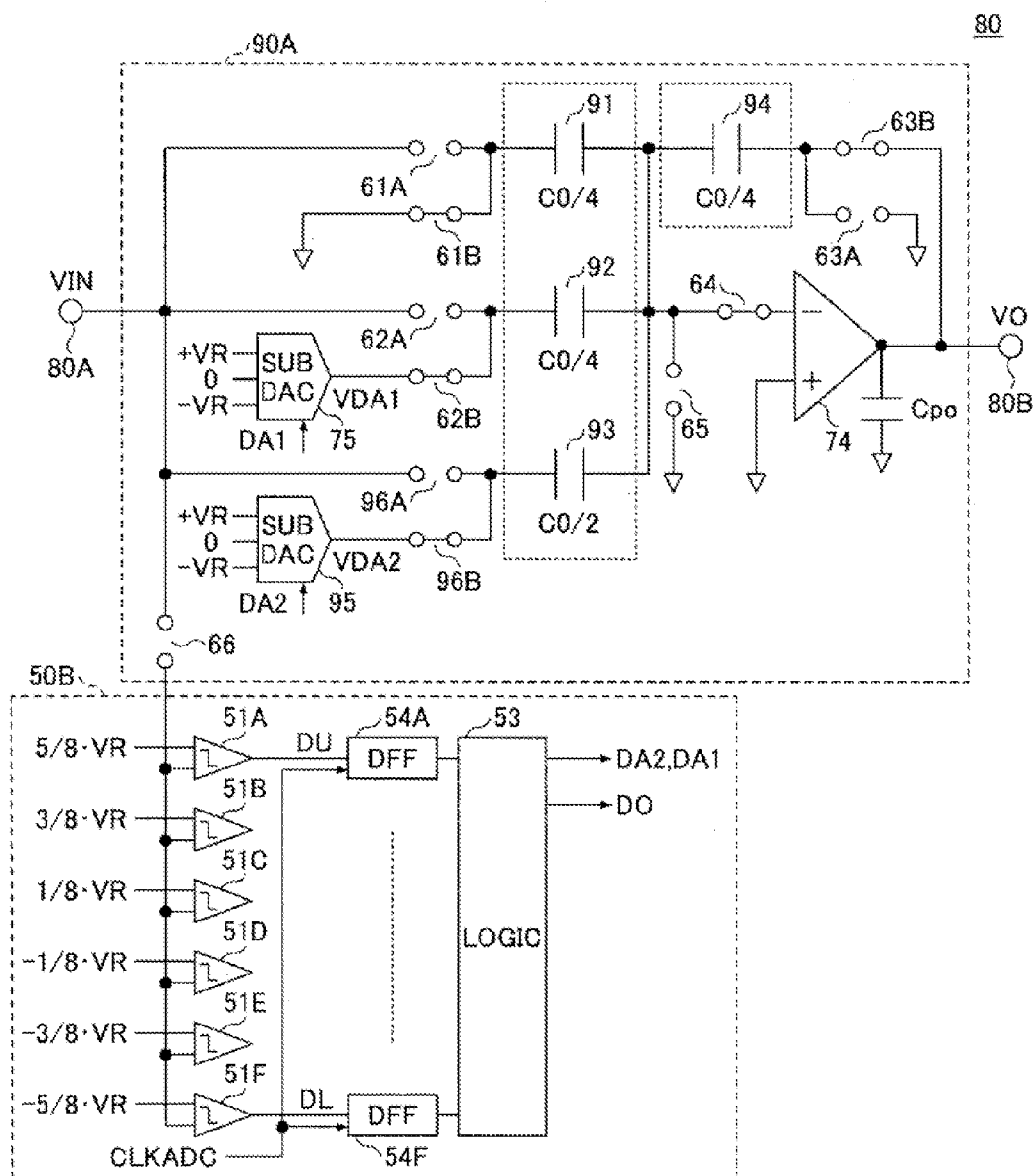 80
90A
91
94
63B
61A
C0/4
C0/4
61B
63A
VIN
92
64
VO
80A
62A
+VR
0
-VR
SUB
DAC
VDA1
62B
C0/4
65
−
+
74
Cpo
80B
DA1
75
93
96A
+VR
0
-VR
SUB
DAC
VDA2
96B
C0/2
DA2
95
66
50B
51A
54A
53
5/8·VR
DU
DFF
DA2,DA1
51B
DO
3/8·VR
51C
1/8·VR
51D
LOGIC
-1/8·VR
51E
-3/8·VR
51F
-5/8·VR
DL
DFF
CLKADC
54F